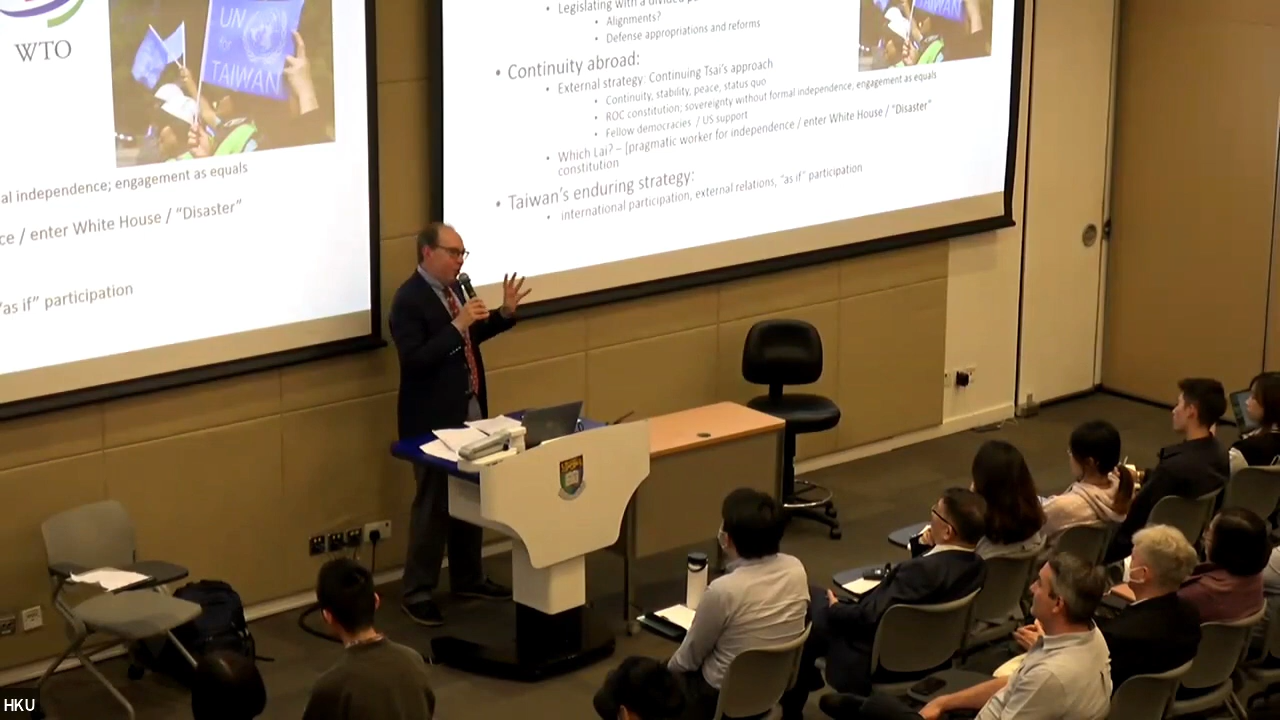 WTO
UN
for
TAIWAN
al independence; engagement as equals
ce / enter White House / “Disaster”
“as if” participation
• Legislating with a divided
• Alignments?
• Defense appropriations and reforms
TAIWAN
• Continuity abroad:
• External strategy: Continuing Tsai’s approach
• Continuity, stability, peace, status quo
• ROC constitution; sovereignty without formal independence, engagement as equals
• Fellow democracies / US support
• Which Lai? – [pragmatic worker for independence / enter White House / “Disaster”
constitution
• Taiwan’s enduring strategy:
• international participation, external relations, “as if” participation
HKU